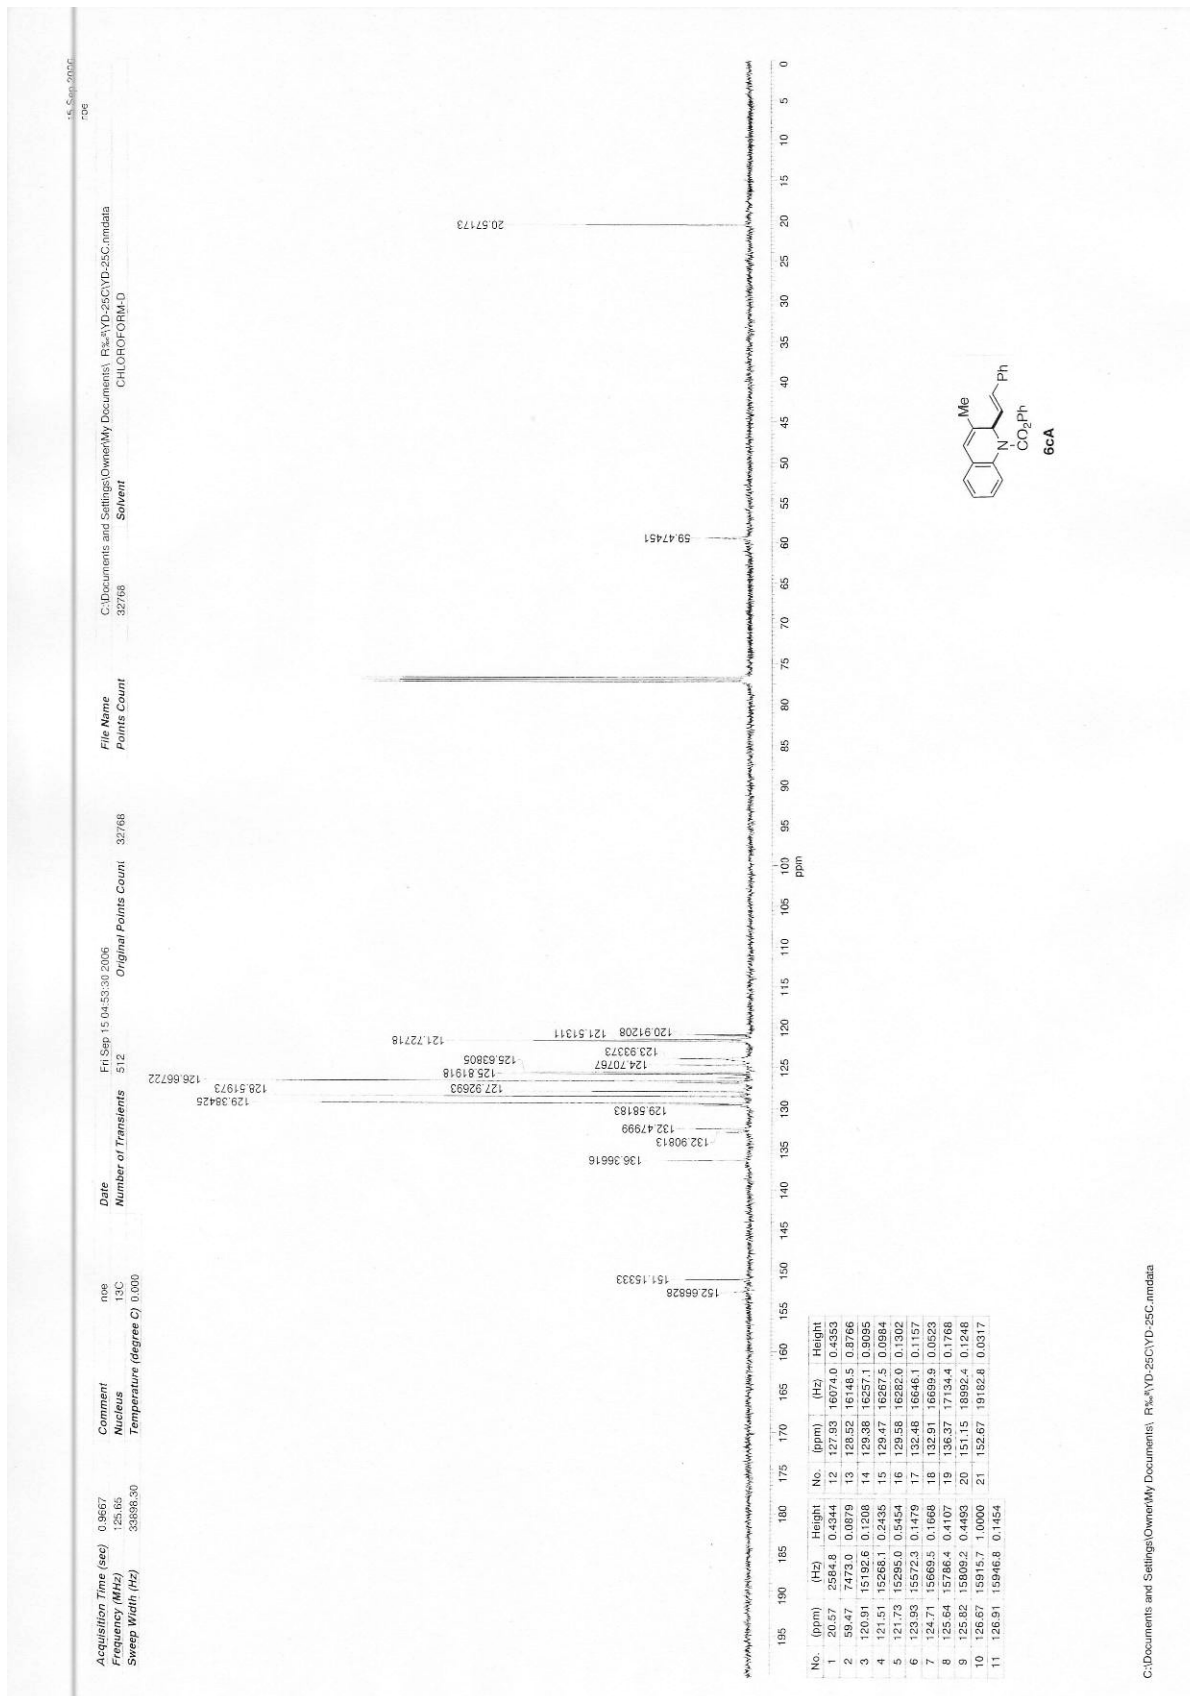 15 Sep 2006
Acquisition Time (sec) 0.9667 Comment noe Date Fri Sep 15 04:53:30 2006 File Name C:\Documents and Settings\Owner\My Documents\ R‰ª\YD-25C\YD-25C.nmdata
Frequency (MHz) 125.65 Nucleus 13C Number of Transients 512 Original Points Count 32768 Points Count 32768 Solvent CHLOROFORM-D
Sweep Width (Hz) 33898.30 Temperature (degree C) 0.000
152.66828
151.15333
136.36616
132.90813
132.47999
129.58183
129.38425
128.51973
127.92693
126.66722
125.81918
125.63805
124.70767
123.93373
121.72718
121.51311
120.91208
59.47451
20.57173
195 190 185 180 175 170 165 160 155 150 145 140 135 130 125 120 115 110 105 100 95 90 85 80 75 70 65 60 55 50 45 40 35 30 25 20 15 10 5 0
ppm
No. (ppm) (Hz) Height
1 20.57 2584.8 0.4344
2 59.47 7473.0 0.0879
3 120.91 15192.6 0.1208
4 121.51 15268.1 0.2435
5 121.73 15295.0 0.5454
6 123.93 15572.3 0.1479
7 124.71 15669.5 0.1668
8 125.64 15786.4 0.4107
9 125.82 15809.2 0.4493
10 126.67 15915.7 1.0000
11 126.91 15946.8 0.1454
No. (ppm) (Hz) Height
12 127.93 16074.0 0.4353
13 128.52 16148.5 0.8766
14 129.38 16257.1 0.9095
15 129.47 16267.5 0.0984
16 129.58 16282.0 0.1302
17 132.48 16646.1 0.1157
18 132.91 16699.9 0.0523
19 136.37 17134.4 0.1768
20 151.15 18992.4 0.1248
21 152.67 19182.8 0.0317
Me
N
Ph
CO2Ph
6cA
C:\Documents and Settings\Owner\My Documents\ R‰ª\YD-25C\YD-25C.nmdata